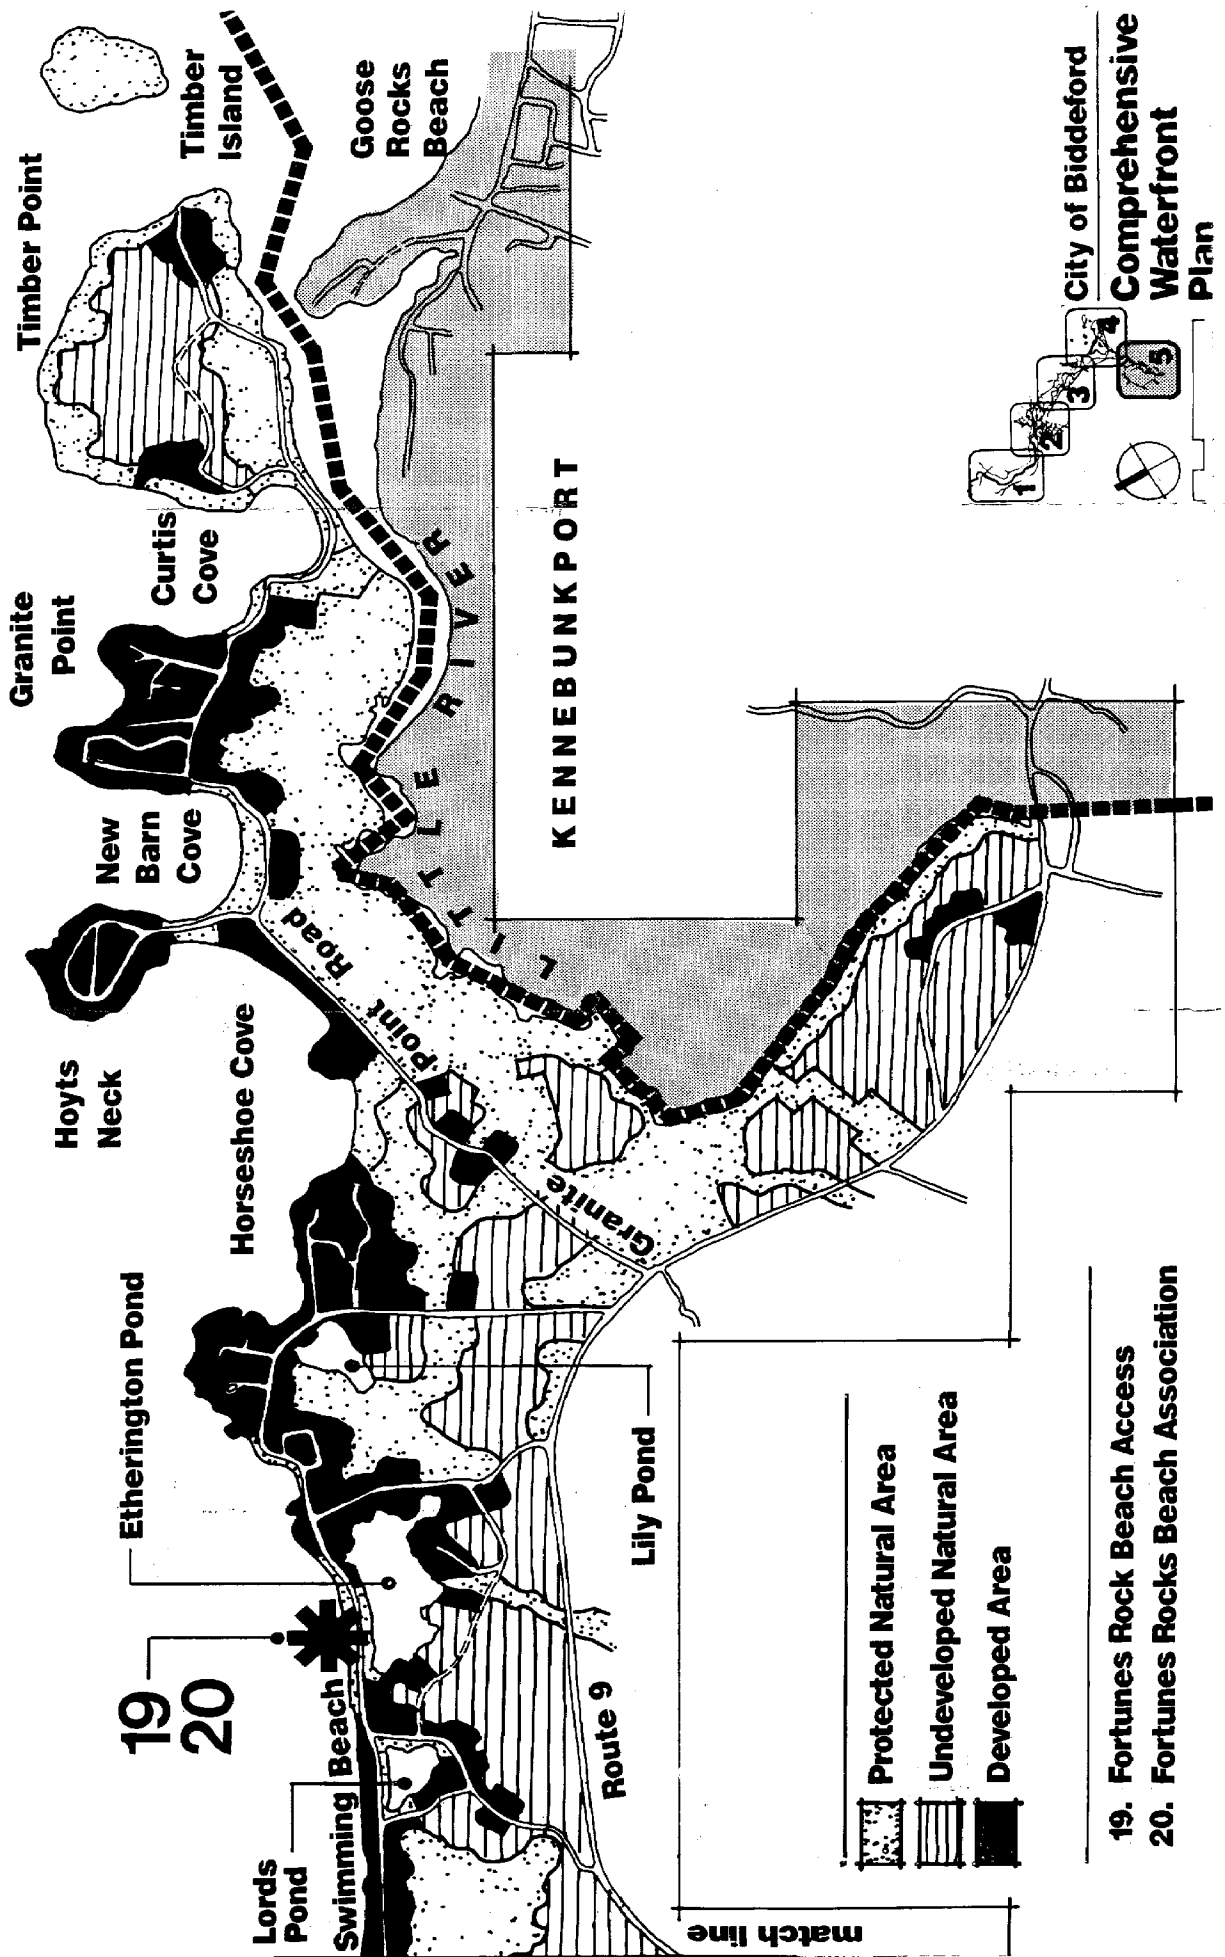 19
20
Lords
Pond
Swimming Beach
Etherington Pond
Horseshoe Cove
Hoyts
Neck
New
Barn
Cove
Granite
Point
Curtis
Cove
Timber Point
Timber
Island
Goose
Rocks
Beach
Granite Point Road
LITTLE RIVER
KENNEBUNKPORT
Lily Pond
Route 9
match line
Protected Natural Area
Undeveloped Natural Area
Developed Area
19. Fortunes Rock Beach Access
20. Fortunes Rocks Beach Association
1
2
3
4
5
City of Biddeford
Comprehensive
Waterfront
Plan